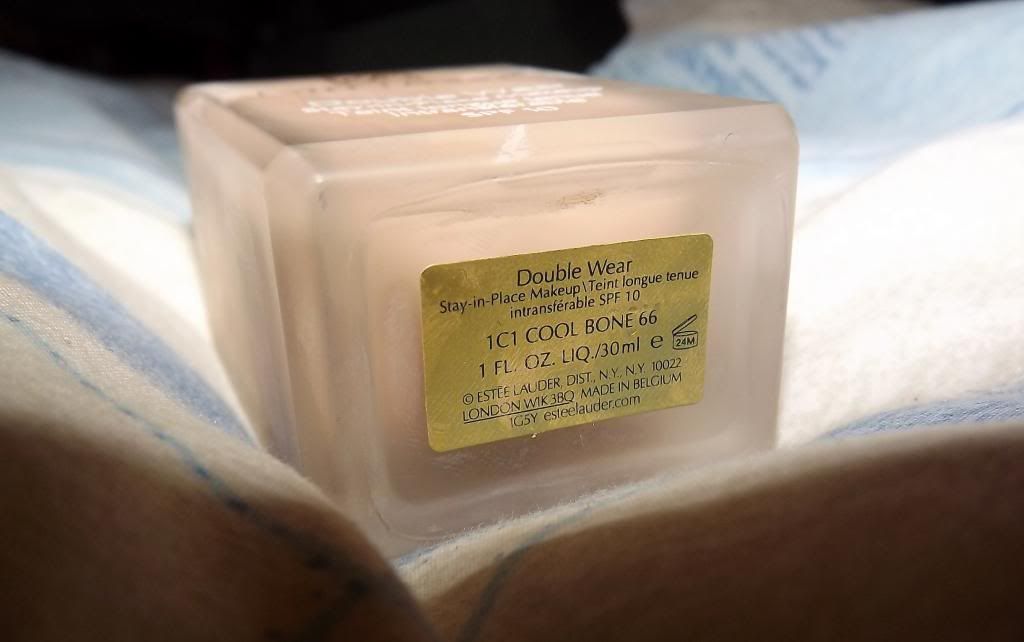 Double Wear
Stay-in-Place Makeup\Teint longue tenue
intransférable SPF 10
1C1 COOL BONE 66
1 FL. OZ. LIQ./30ml e 24M
© ESTÉE LAUDER, DIST., N.Y., N.Y. 10022
LONDON W1K3BQ MADE IN BELGIUM
1G5Y esteelauder.com